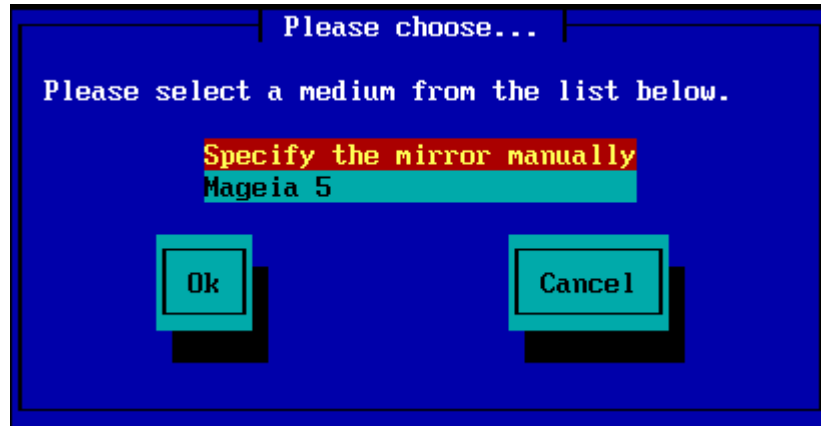 Please choose...
Please select a medium from the list below.
Specify the mirror manually
Mageia 5
Ok Cancel